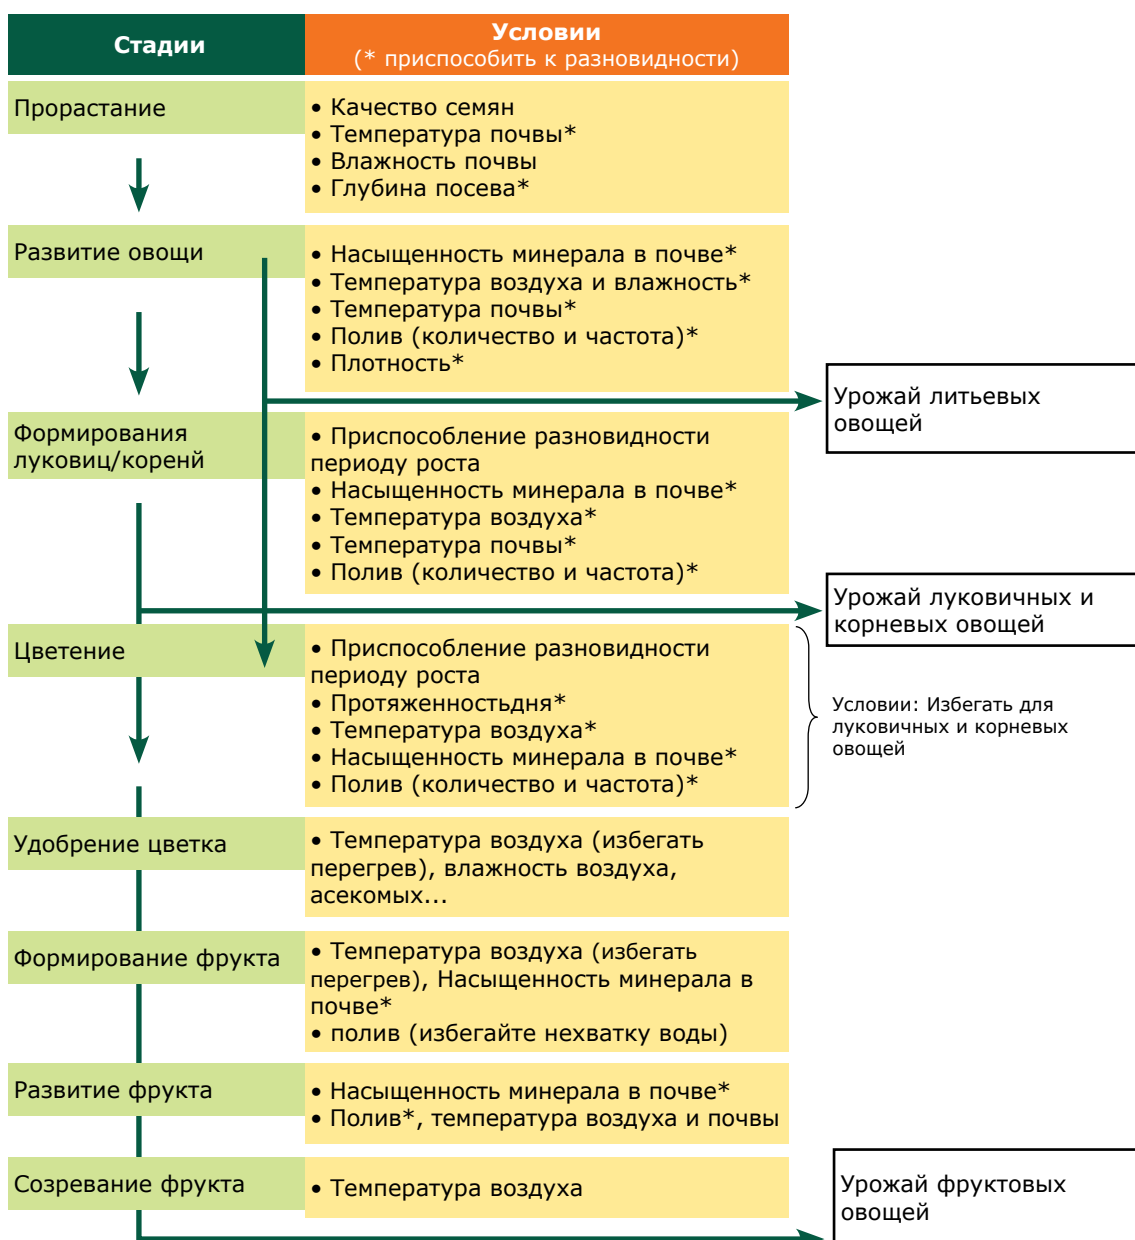 Стадии
Условии
(* приспособить к разновидности)
Прорастание
• Качество семян
• Температура почвы*
• Влажность почвы
• Глубина посева*
Развитие овощи
• Насыщенность минерала в почве*
• Температура воздуха и влажность*
• Температура почвы*
• Полив (количество и частота)*
• Плотность*
Урожай литьевых
овощей
Формирования
луковиц/коренй
• Приспособление разновидности
периоду роста
• Насыщенность минерала в почве*
• Температура воздуха*
• Температура почвы*
• Полив (количество и частота)*
Урожай луковичных и
корневых овощей
Цветение
• Приспособление разновидности
периоду роста
• Протяженностьдня*
• Температура воздуха*
• Насыщенность минерала в почве*
• Полив (количество и частота)*
Условии: Избегать для
луковичных и корневых
овощей
Удобрение цветка
• Температура воздуха (избегать
перегрев), влажность воздуха,
асекомых...
Формирование фрукта
• Температура воздуха (избегать
перегрев), Насыщенность минерала в
почве*
• полив (избегайте нехватку воды)
Развитие фрукта
• Насыщенность минерала в почве*
• Полив*, температура воздуха и почвы
Созревание фрукта
• Температура воздуха
Урожай фруктовых
овощей